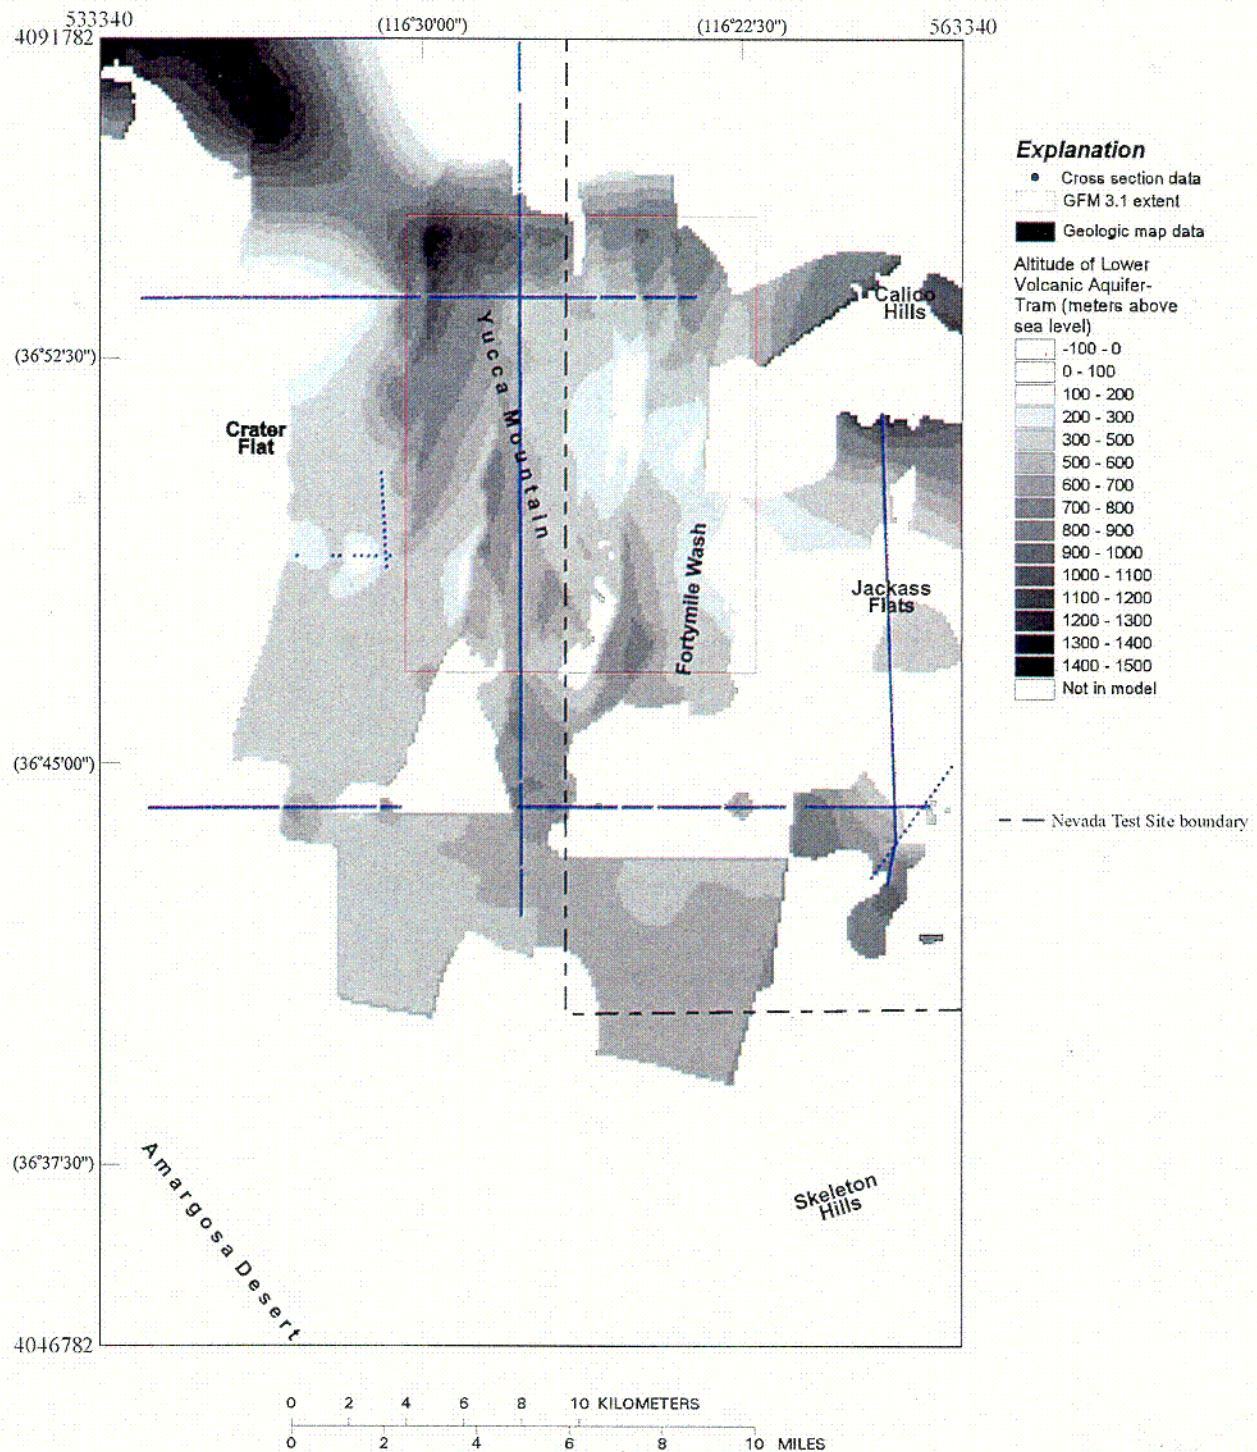 533340
(116°30'00")
(116°22'30")
563340
4091782
Explanation
Cross section data
GFM 3.1 extent
Geologic map data
Altitude of Lower
Volcanic Aquifer-
Tram (meters above
sea level)
-100 - 0
0 - 100
100 - 200
200 - 300
300 - 500
500 - 600
600 - 700
700 - 800
800 - 900
900 - 1000
1000 - 1100
1100 - 1200
1200 - 1300
1300 - 1400
1400 - 1500
Not in model
Nevada Test Site boundary
Calico
Hills
(36°52'30")
Yucca Mountain
Crater
Flat
Fortymile Wash
Jackass
Flats
(36°45'00")
(36°37'30")
Amargosa Desert
Skeleton
Hills
4046782
0 2 4 6 8 10 KILOMETERS
0 2 4 6 8 10 MILES